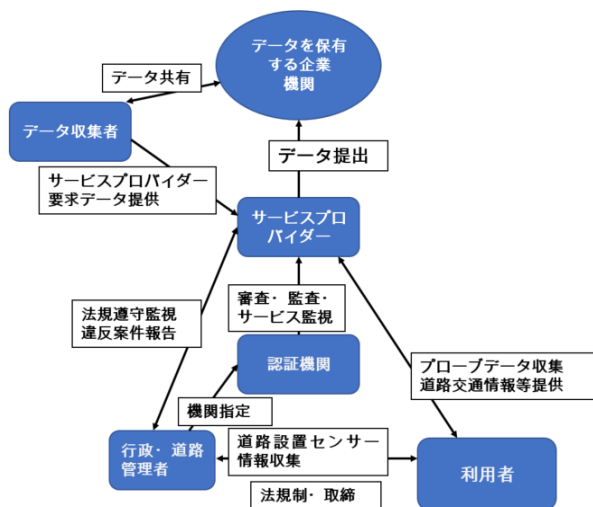 データを保有
する企業
機関
データ共有
データ収集者
データ提出
サービスプロバイダー
要求データ提供
サービスプロ
バイダー
審査・監査・
サービス監視
法規遵守監視
違反案件報告
認証機関
プローブデータ収集
道路交通情報等提供
機関指定
行政・道路
管理者
道路設置センサー
情報収集
利用者
法規制・取締